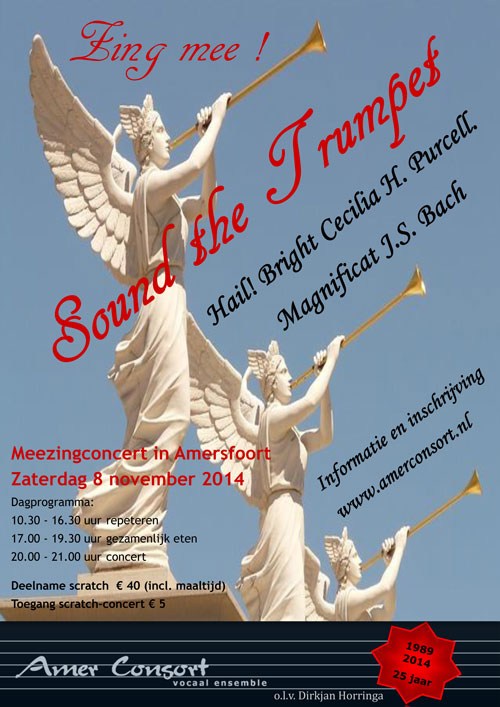 Zing mee !
Sound the Trumpet
Hail! Bright Cecilia H. Purcell.
Magnificat J.S. Bach
Informatie en inschrijving
www.amerconsort.nl
Meezingconcert in Amersfoort
Zaterdag 8 november 2014
Dagprogramma:
10.30 - 16.30 uur repeteren
17.00 - 19.30 uur gezamenlijk eten
20.00 - 21.00 uur concert
Deelname scratch € 40 (incl. maaltijd)
Toegang scratch-concert € 5
1989
2014
25 jaar
Amer Consort
vocaal ensemble
o.l.v. Dirkjan Horringa